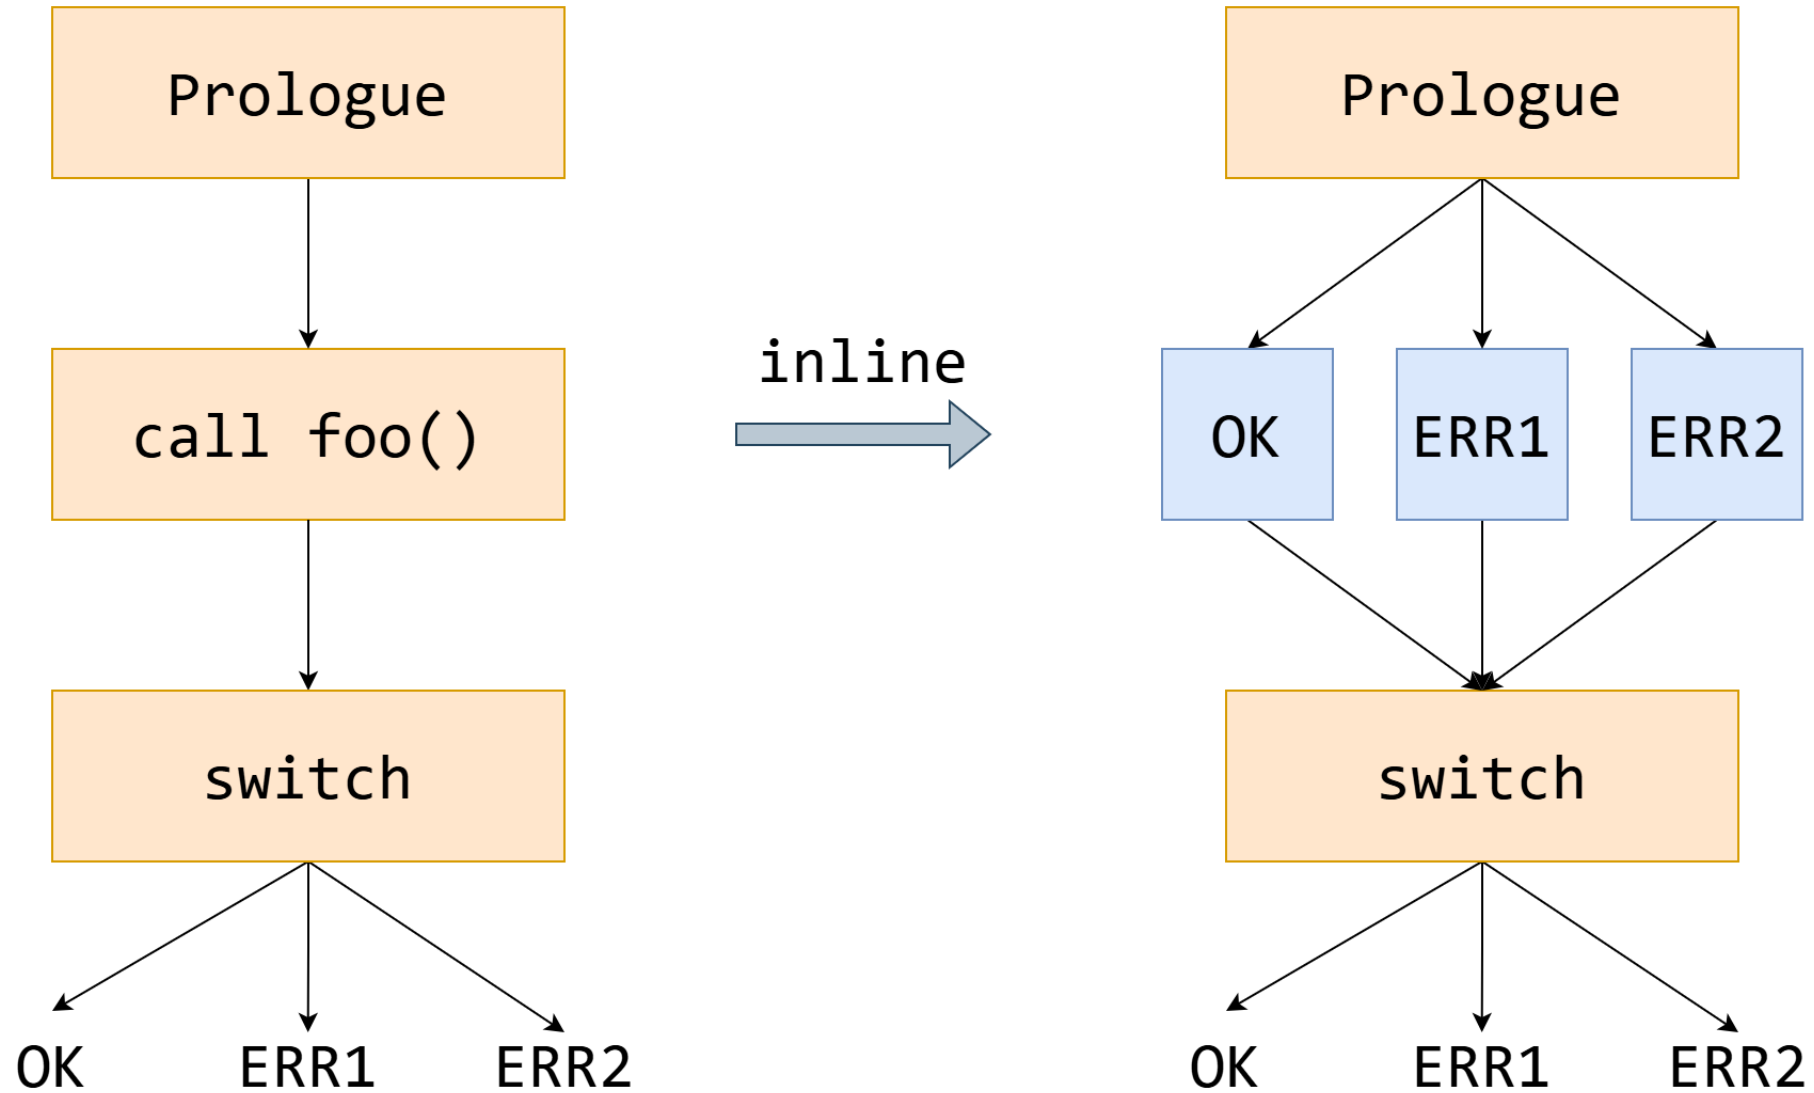 Prologue
call foo()
switch
OK
ERR1
ERR2
inline
Prologue
OK
ERR1
ERR2
switch
OK
ERR1
ERR2